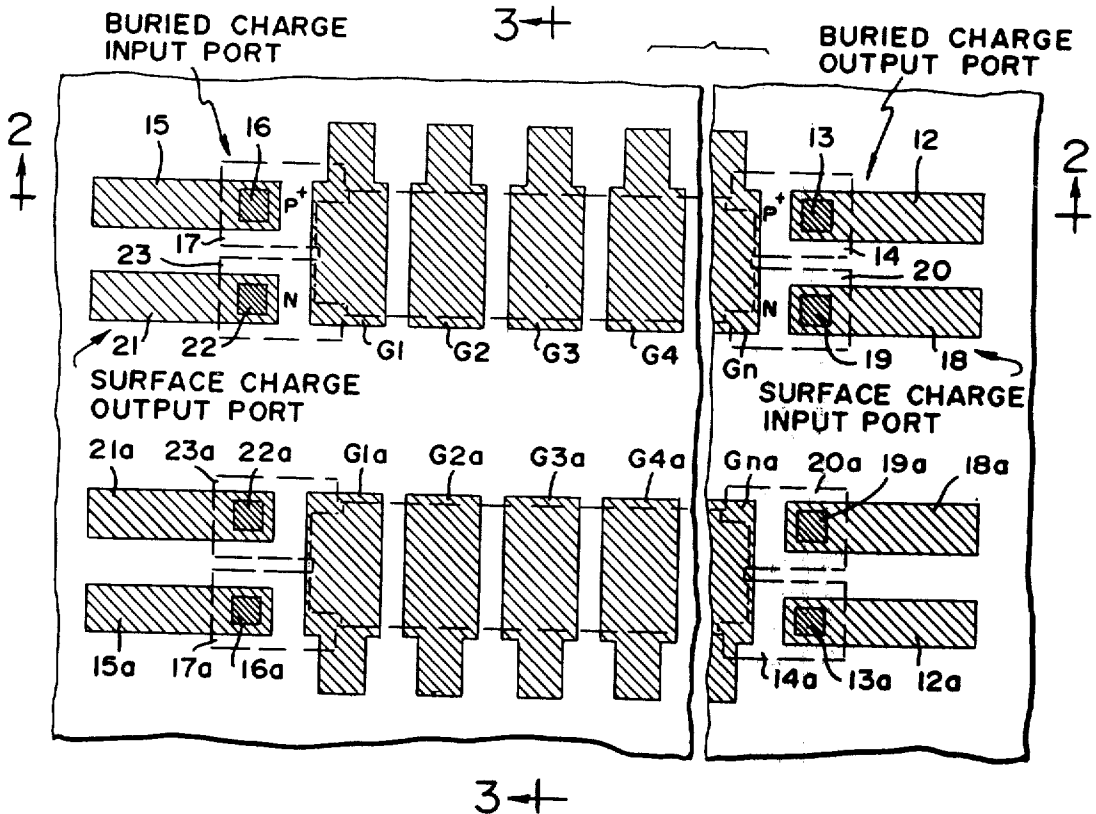 BURIED CHARGE
INPUT PORT
3
BURIED CHARGE
OUTPUT PORT
2
15
16
13
12
2
P+
P+
17
14
23
20
N
N
21
22
G1
G2
G3
G4
Gn
19
18
SURFACE CHARGE
OUTPUT PORT
SURFACE CHARGE
INPUT PORT
21a
23a
22a
G1a
G2a
G3a
G4a
Gna
20a
19a
18a
15a
17a
16a
14a
13a
12a
3